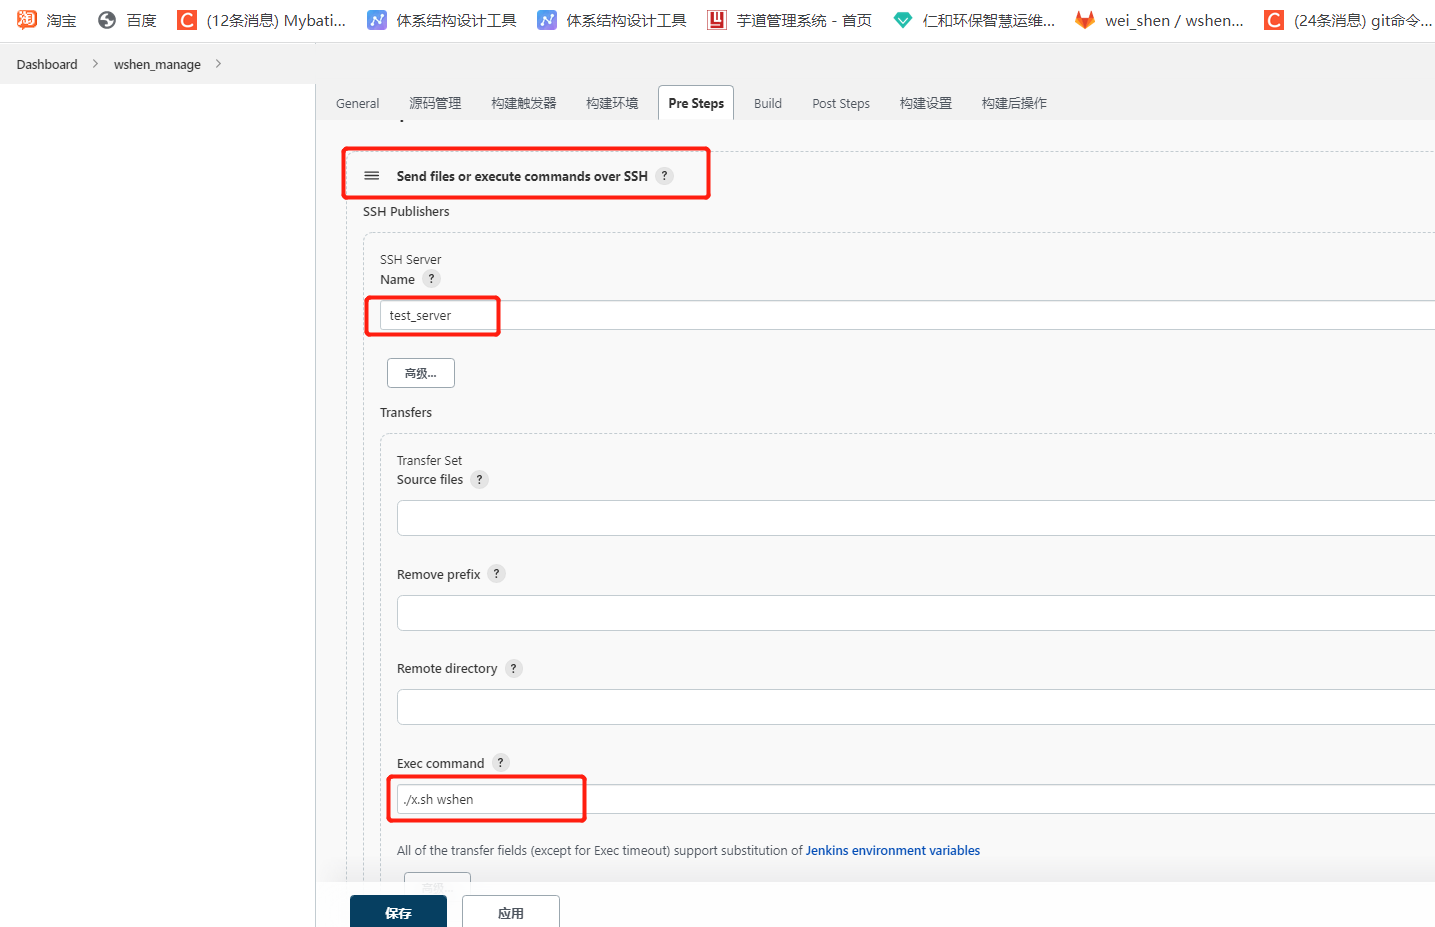 淘宝 百度 (12条消息) Mybati... 体系结构设计工具 体系结构设计工具 芋道管理系统 - 首页 仁和环保智慧运维... wei_shen / wshen... (24条消息) git命令...
Dashboard wshen_manage
General 源码管理 构建触发器 构建环境 Pre Steps Build Post Steps 构建设置 构建后操作
Send files or execute commands over SSH ?
SSH Publishers
SSH Server
Name ?
test_server
高级...
Transfers
Transfer Set
Source files ?
Remove prefix ?
Remote directory ?
Exec command ?
./x.sh wshen
All of the transfer fields (except for Exec timeout) support substitution of Jenkins environment variables
高级...
保存 应用